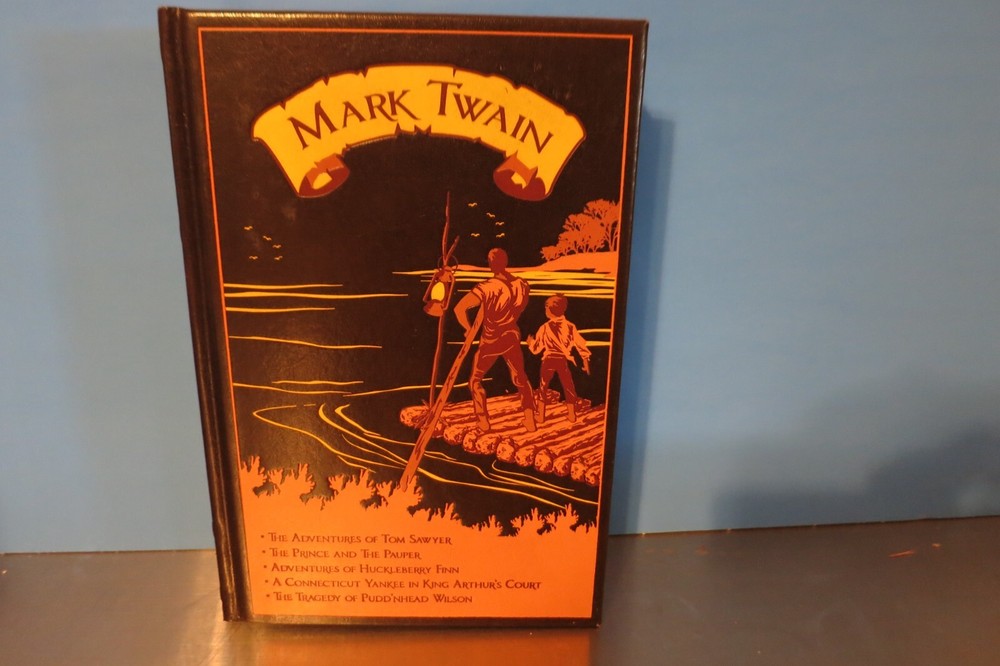 MARK TWAIN
• THE ADVENTURES OF TOM SAWYER
• THE PRINCE AND THE PAUPER
• ADVENTURES OF HUCKLEBERRY FINN
• A CONNECTICUT YANKEE IN KING ARTHUR'S COURT
• THE TRAGEDY OF PUDD'NHEAD WILSON